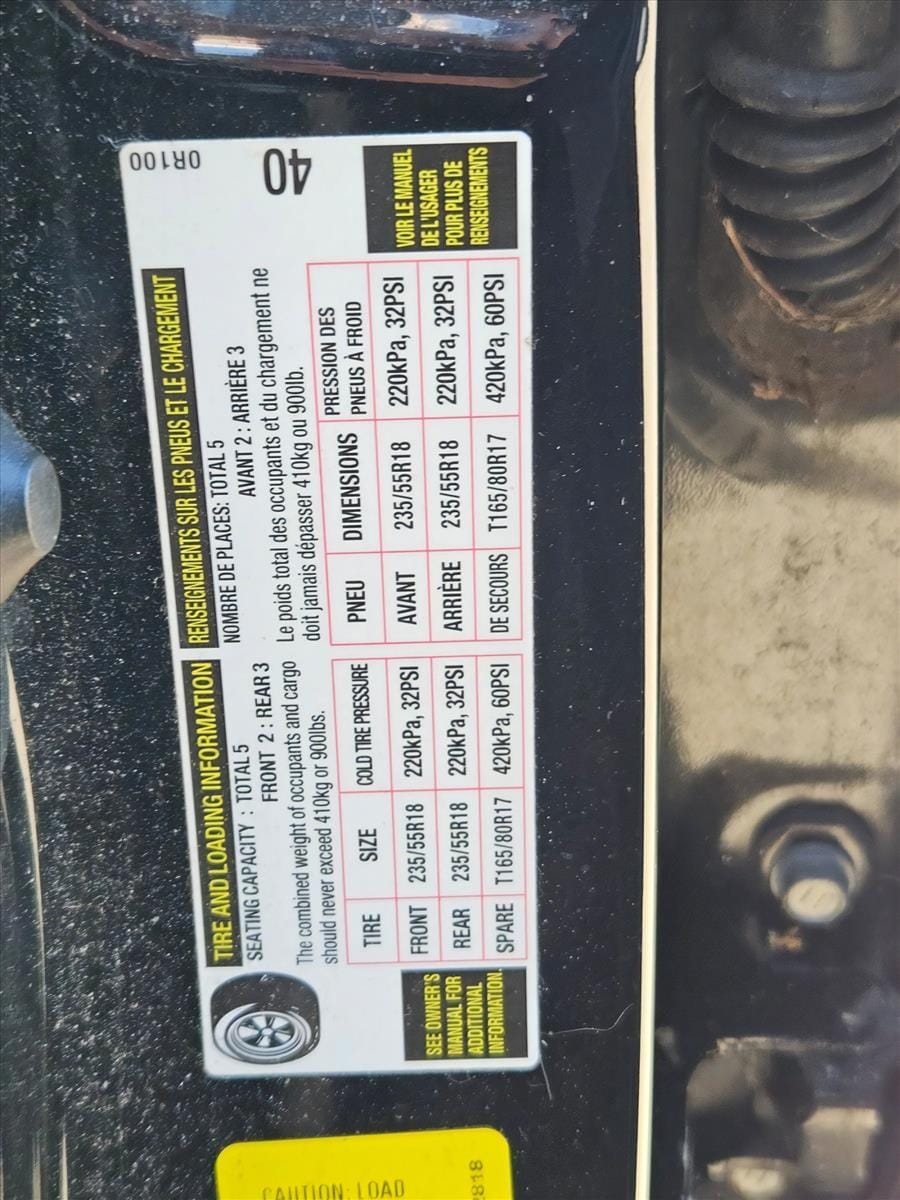 TIRE AND LOADING INFORMATION
SEATING CAPACITY : TOTAL 5
FRONT 2 : REAR 3
The combined weight of occupants and cargo
should never exceed 410kg or 900lbs.
TIRE SIZE COLD TIRE PRESSURE
FRONT 235/55R18 220kPa, 32PSI
REAR 235/55R18 220kPa, 32PSI
SPARE T165/80R17 420kPa, 60PSI
SEE OWNER'S
MANUAL FOR
ADDITIONAL
INFORMATION.
RENSEIGNEMENTS SUR LES PNEUS ET LE CHARGEMENT
NOMBRE DE PLACES: TOTAL 5
AVANT 2 : ARRIÈRE 3
Le poids total des occupants et du chargement ne
doit jamais dépasser 410kg ou 900lb.
PNEU DIMENSIONS PRESSION DES
PNEUS À FROID
AVANT 235/55R18 220kPa, 32PSI
ARRIÈRE 235/55R18 220kPa, 32PSI
DE SECOURS T165/80R17 420kPa, 60PSI
VOIR LE MANUEL
DE L'USAGER
POUR PLUS DE
RENSEIGNEMENTS
0R100
40
CAUTION: LOAD
2818